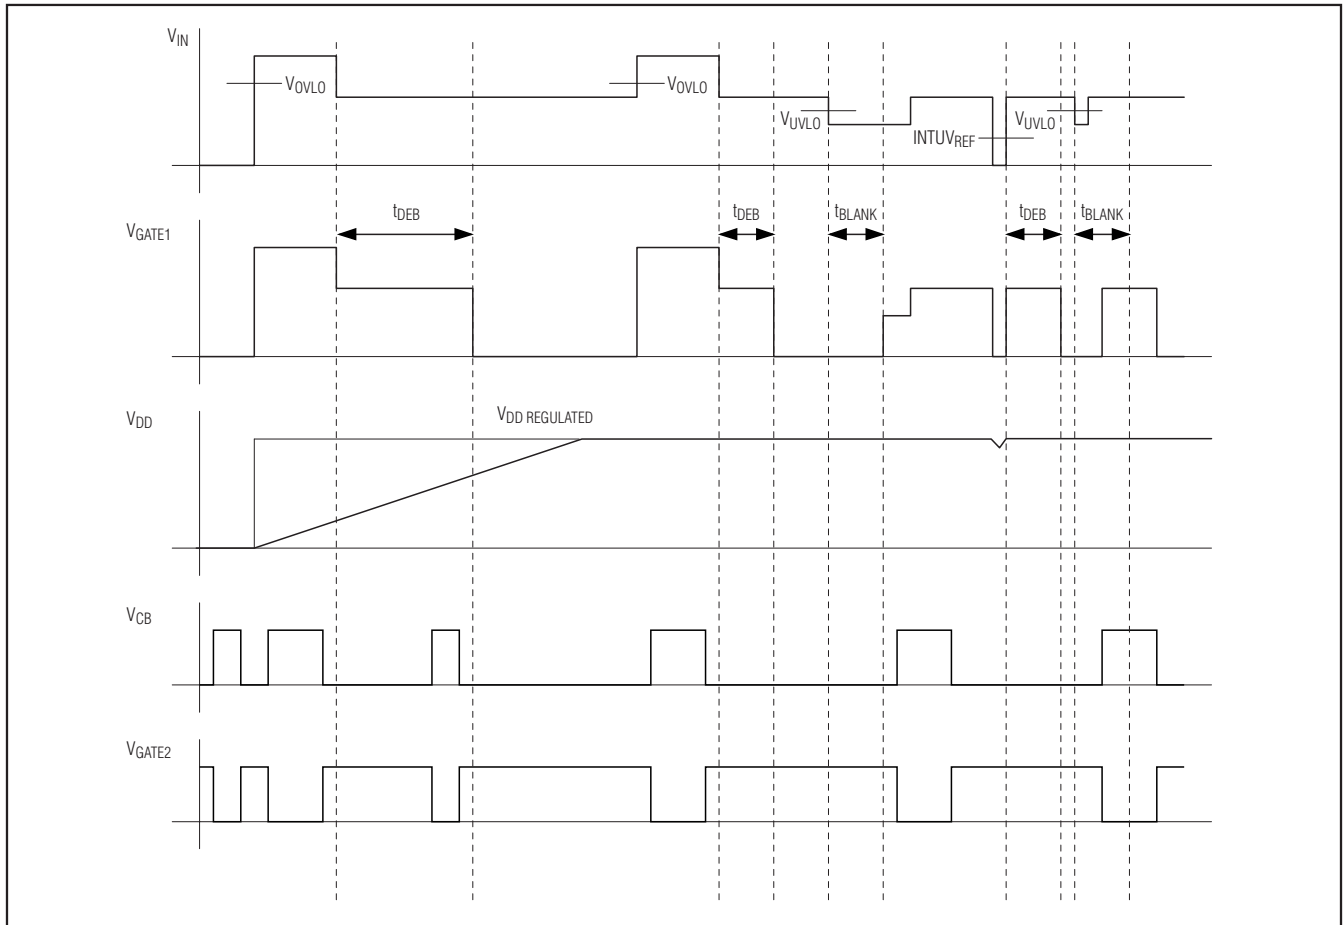 VIN
VOVLO
VOVLO
VUVLO
INTUVREF
VUVLO
VGATE1
tDEB
tDEB
tBLANK
tDEB
tBLANK
VDD
VDD REGULATED
VCB
VGATE2